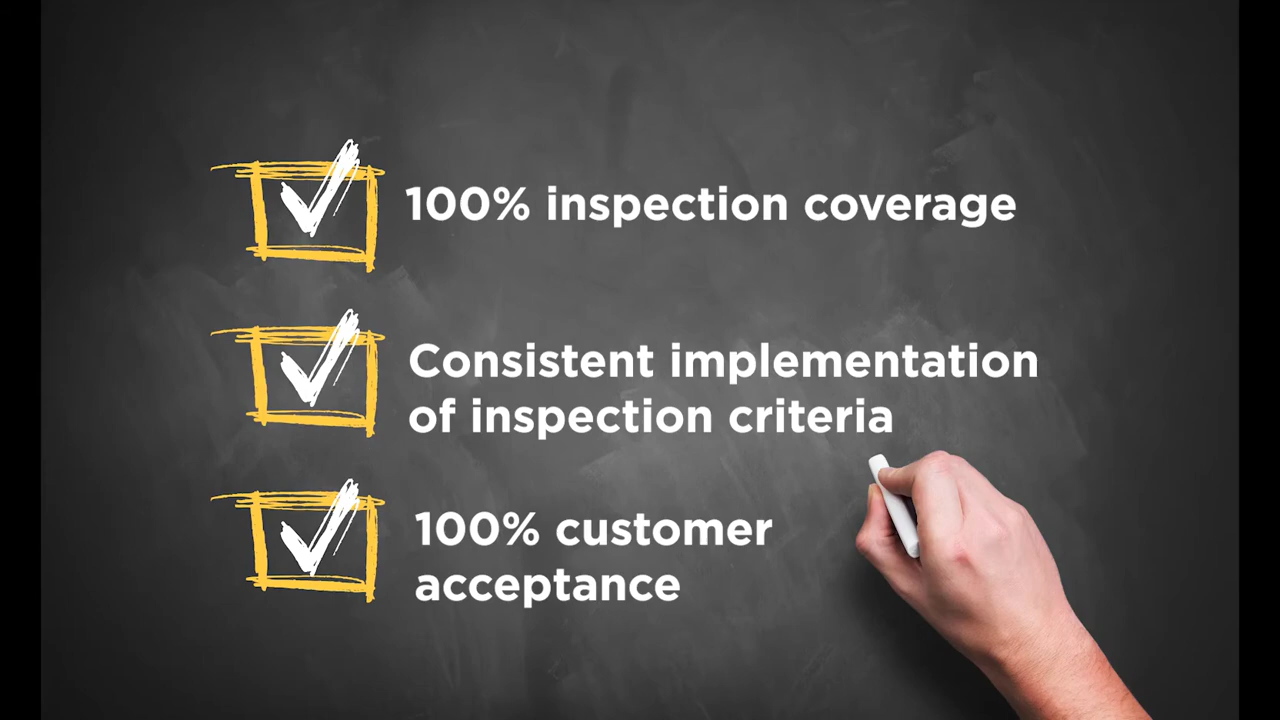 100% inspection coverage
Consistent implementation
of inspection criteria
100% customer
acceptance